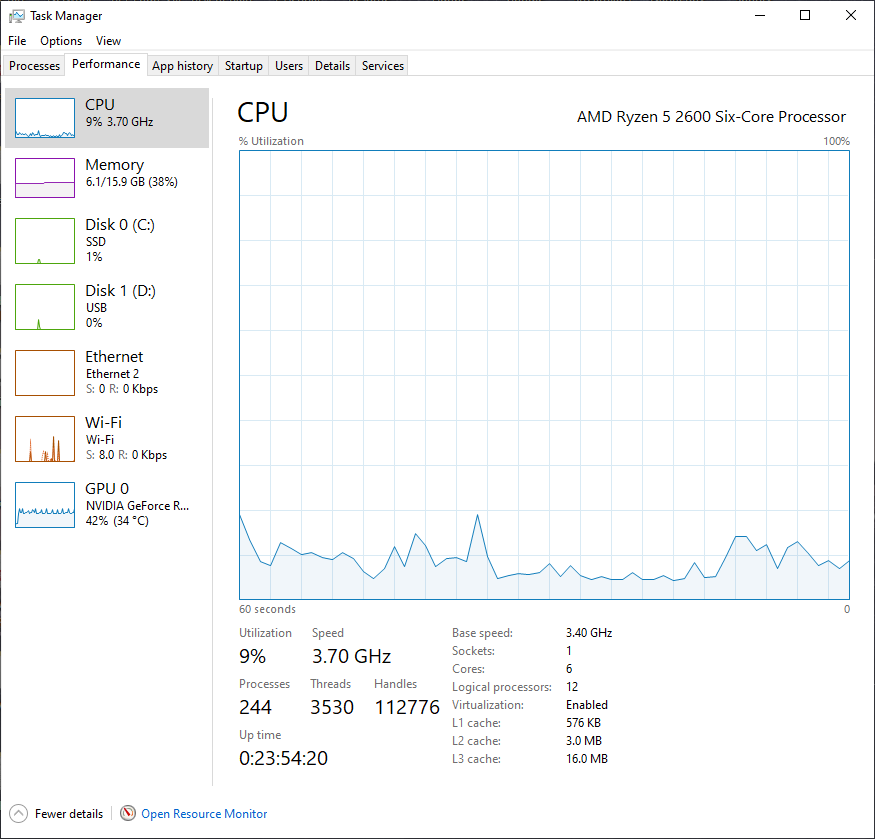 Task Manager
File Options View
Processes Performance App history Startup Users Details Services
CPU
9% 3.70 GHz
Memory
6.1/15.9 GB (38%)
Disk 0 (C:)
SSD
1%
Disk 1 (D:)
USB
0%
Ethernet
Ethernet 2
S: 0 R: 0 Kbps
Wi-Fi
Wi-Fi
S: 8.0 R: 0 Kbps
GPU 0
NVIDIA GeForce R...
42% (34 °C)
CPU AMD Ryzen 5 2600 Six-Core Processor
% Utilization 100%
60 seconds 0
Utilization Speed
9% 3.70 GHz
Processes Threads Handles
244 3530 112776
Up time
0:23:54:20
Base speed: 3.40 GHz
Sockets: 1
Cores: 6
Logical processors: 12
Virtualization: Enabled
L1 cache: 576 KB
L2 cache: 3.0 MB
L3 cache: 16.0 MB
Fewer details Open Resource Monitor